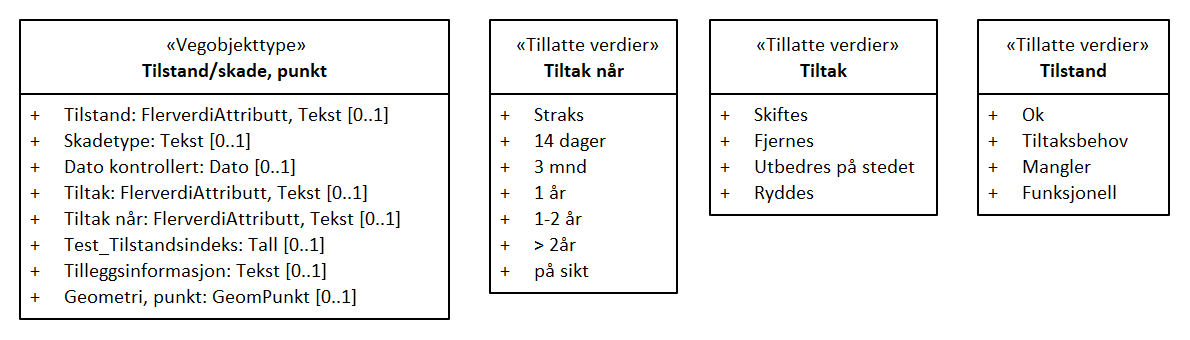 «Vegobjekttype»
Tilstand/skade, punkt
+ Tilstand: FlerverdiAttributt, Tekst [0..1]
+ Skadetype: Tekst [0..1]
+ Dato kontrollert: Dato [0..1]
+ Tiltak: FlerverdiAttributt, Tekst [0..1]
+ Tiltak når: FlerverdiAttributt, Tekst [0..1]
+ Test_Tilstandsindeks: Tall [0..1]
+ Tilleggsinformasjon: Tekst [0..1]
+ Geometri, punkt: GeomPunkt [0..1]
«Tillatte verdier»
Tiltak når
+ Straks
+ 14 dager
+ 3 mnd
+ 1 år
+ 1-2 år
+ > 2år
+ på sikt
«Tillatte verdier»
Tiltak
+ Skiftes
+ Fjernes
+ Utbedres på stedet
+ Ryddes
«Tillatte verdier»
Tilstand
+ Ok
+ Tiltaksbehov
+ Mangler
+ Funksjonell